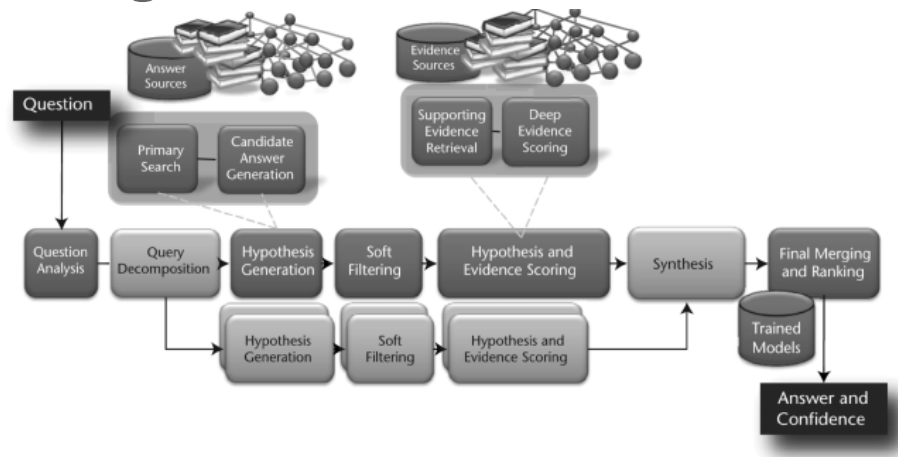 Answer
Sources
Evidence
Sources
Question
Primary
Search
Candidate
Answer
Generation
Supporting
Evidence
Retrieval
Deep
Evidence
Scoring
Question
Analysis
Query
Decomposition
Hypothesis
Generation
Soft
Filtering
Hypothesis and
Evidence Scoring
Synthesis
Final Merging
and Ranking
Trained
Models
Hypothesis
Generation
Soft
Filtering
Hypothesis and
Evidence Scoring
Answer and
Confidence